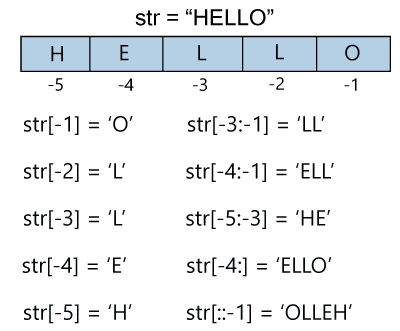 str = “HELLO”
H E L L O
-5 -4 -3 -2 -1
str[-1] = ‘O’ str[-3:-1] = ‘LL’
str[-2] = ‘L’ str[-4:-1] = ‘ELL’
str[-3] = ‘L’ str[-5:-3] = ‘HE’
str[-4] = ‘E’ str[-4:] = ‘ELLO’
str[-5] = ‘H’ str[::-1] = ‘OLLEH’